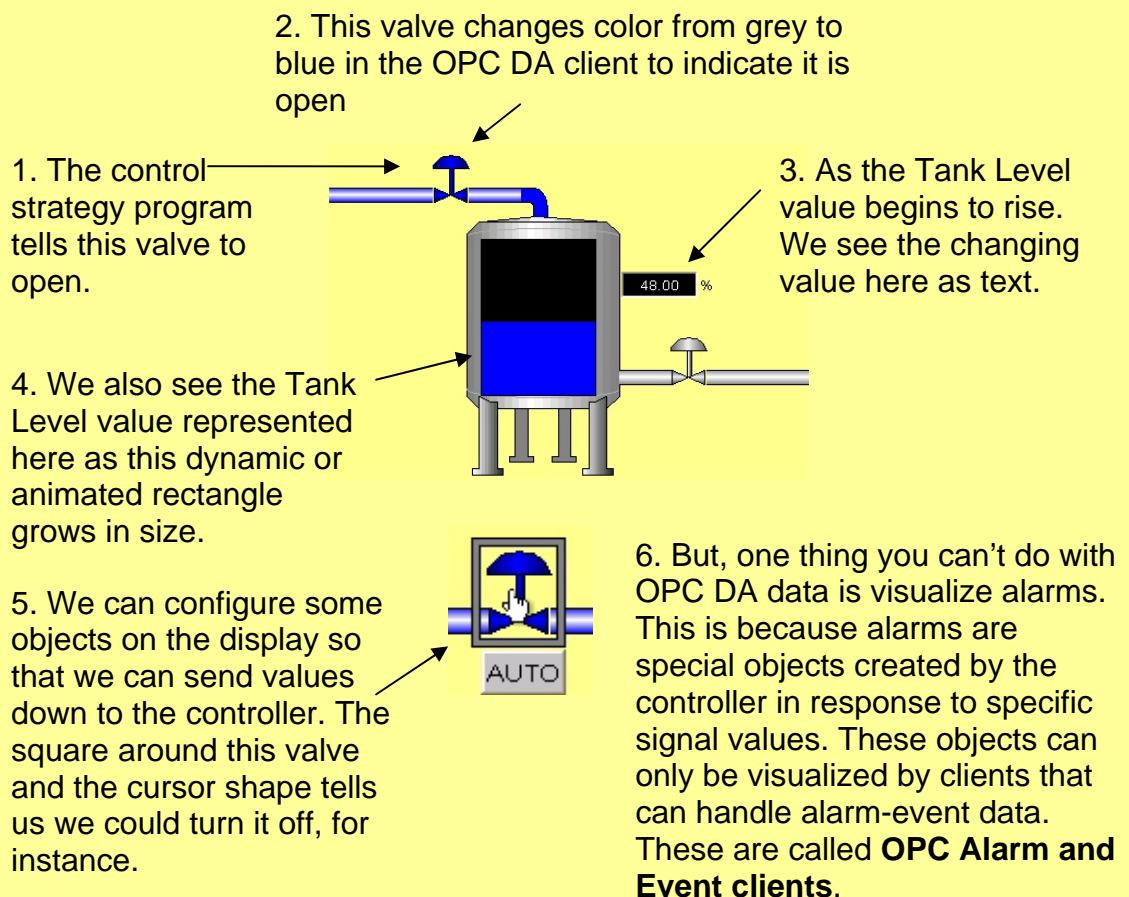 2. This valve changes color from grey to
blue in the OPC DA client to indicate it is
open
1. The control
strategy program
tells this valve to
open.
3. As the Tank Level
value begins to rise.
We see the changing
value here as text.
48.00 %
4. We also see the Tank
Level value represented
here as this dynamic or
animated rectangle
grows in size.
5. We can configure some
objects on the display so
that we can send values
down to the controller. The
square around this valve
and the cursor shape tells
us we could turn it off, for
instance.
AUTO
6. But, one thing you can’t do with
OPC DA data is visualize alarms.
This is because alarms are
special objects created by the
controller in response to specific
signal values. These objects can
only be visualized by clients that
can handle alarm-event data.
These are called OPC Alarm and
Event clients.